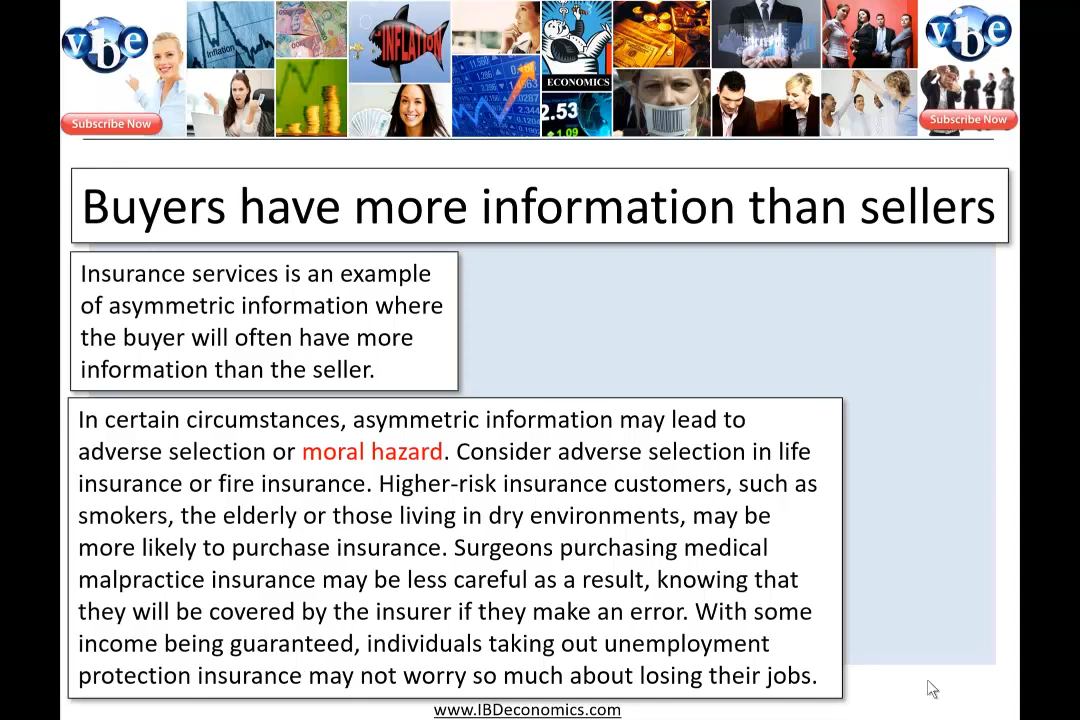 vbe
Subscribe Now
Inflation
INFLATION
ECONOMICS
2.53
1.09
vbe
Subscribe Now
Buyers have more information than sellers
Insurance services is an example
of asymmetric information where
the buyer will often have more
information than the seller.
In certain circumstances, asymmetric information may lead to
adverse selection or moral hazard. Consider adverse selection in life
insurance or fire insurance. Higher-risk insurance customers, such as
smokers, the elderly or those living in dry environments, may be
more likely to purchase insurance. Surgeons purchasing medical
malpractice insurance may be less careful as a result, knowing that
they will be covered by the insurer if they make an error. With some
income being guaranteed, individuals taking out unemployment
protection insurance may not worry so much about losing their jobs.
www.IBDeconomics.com